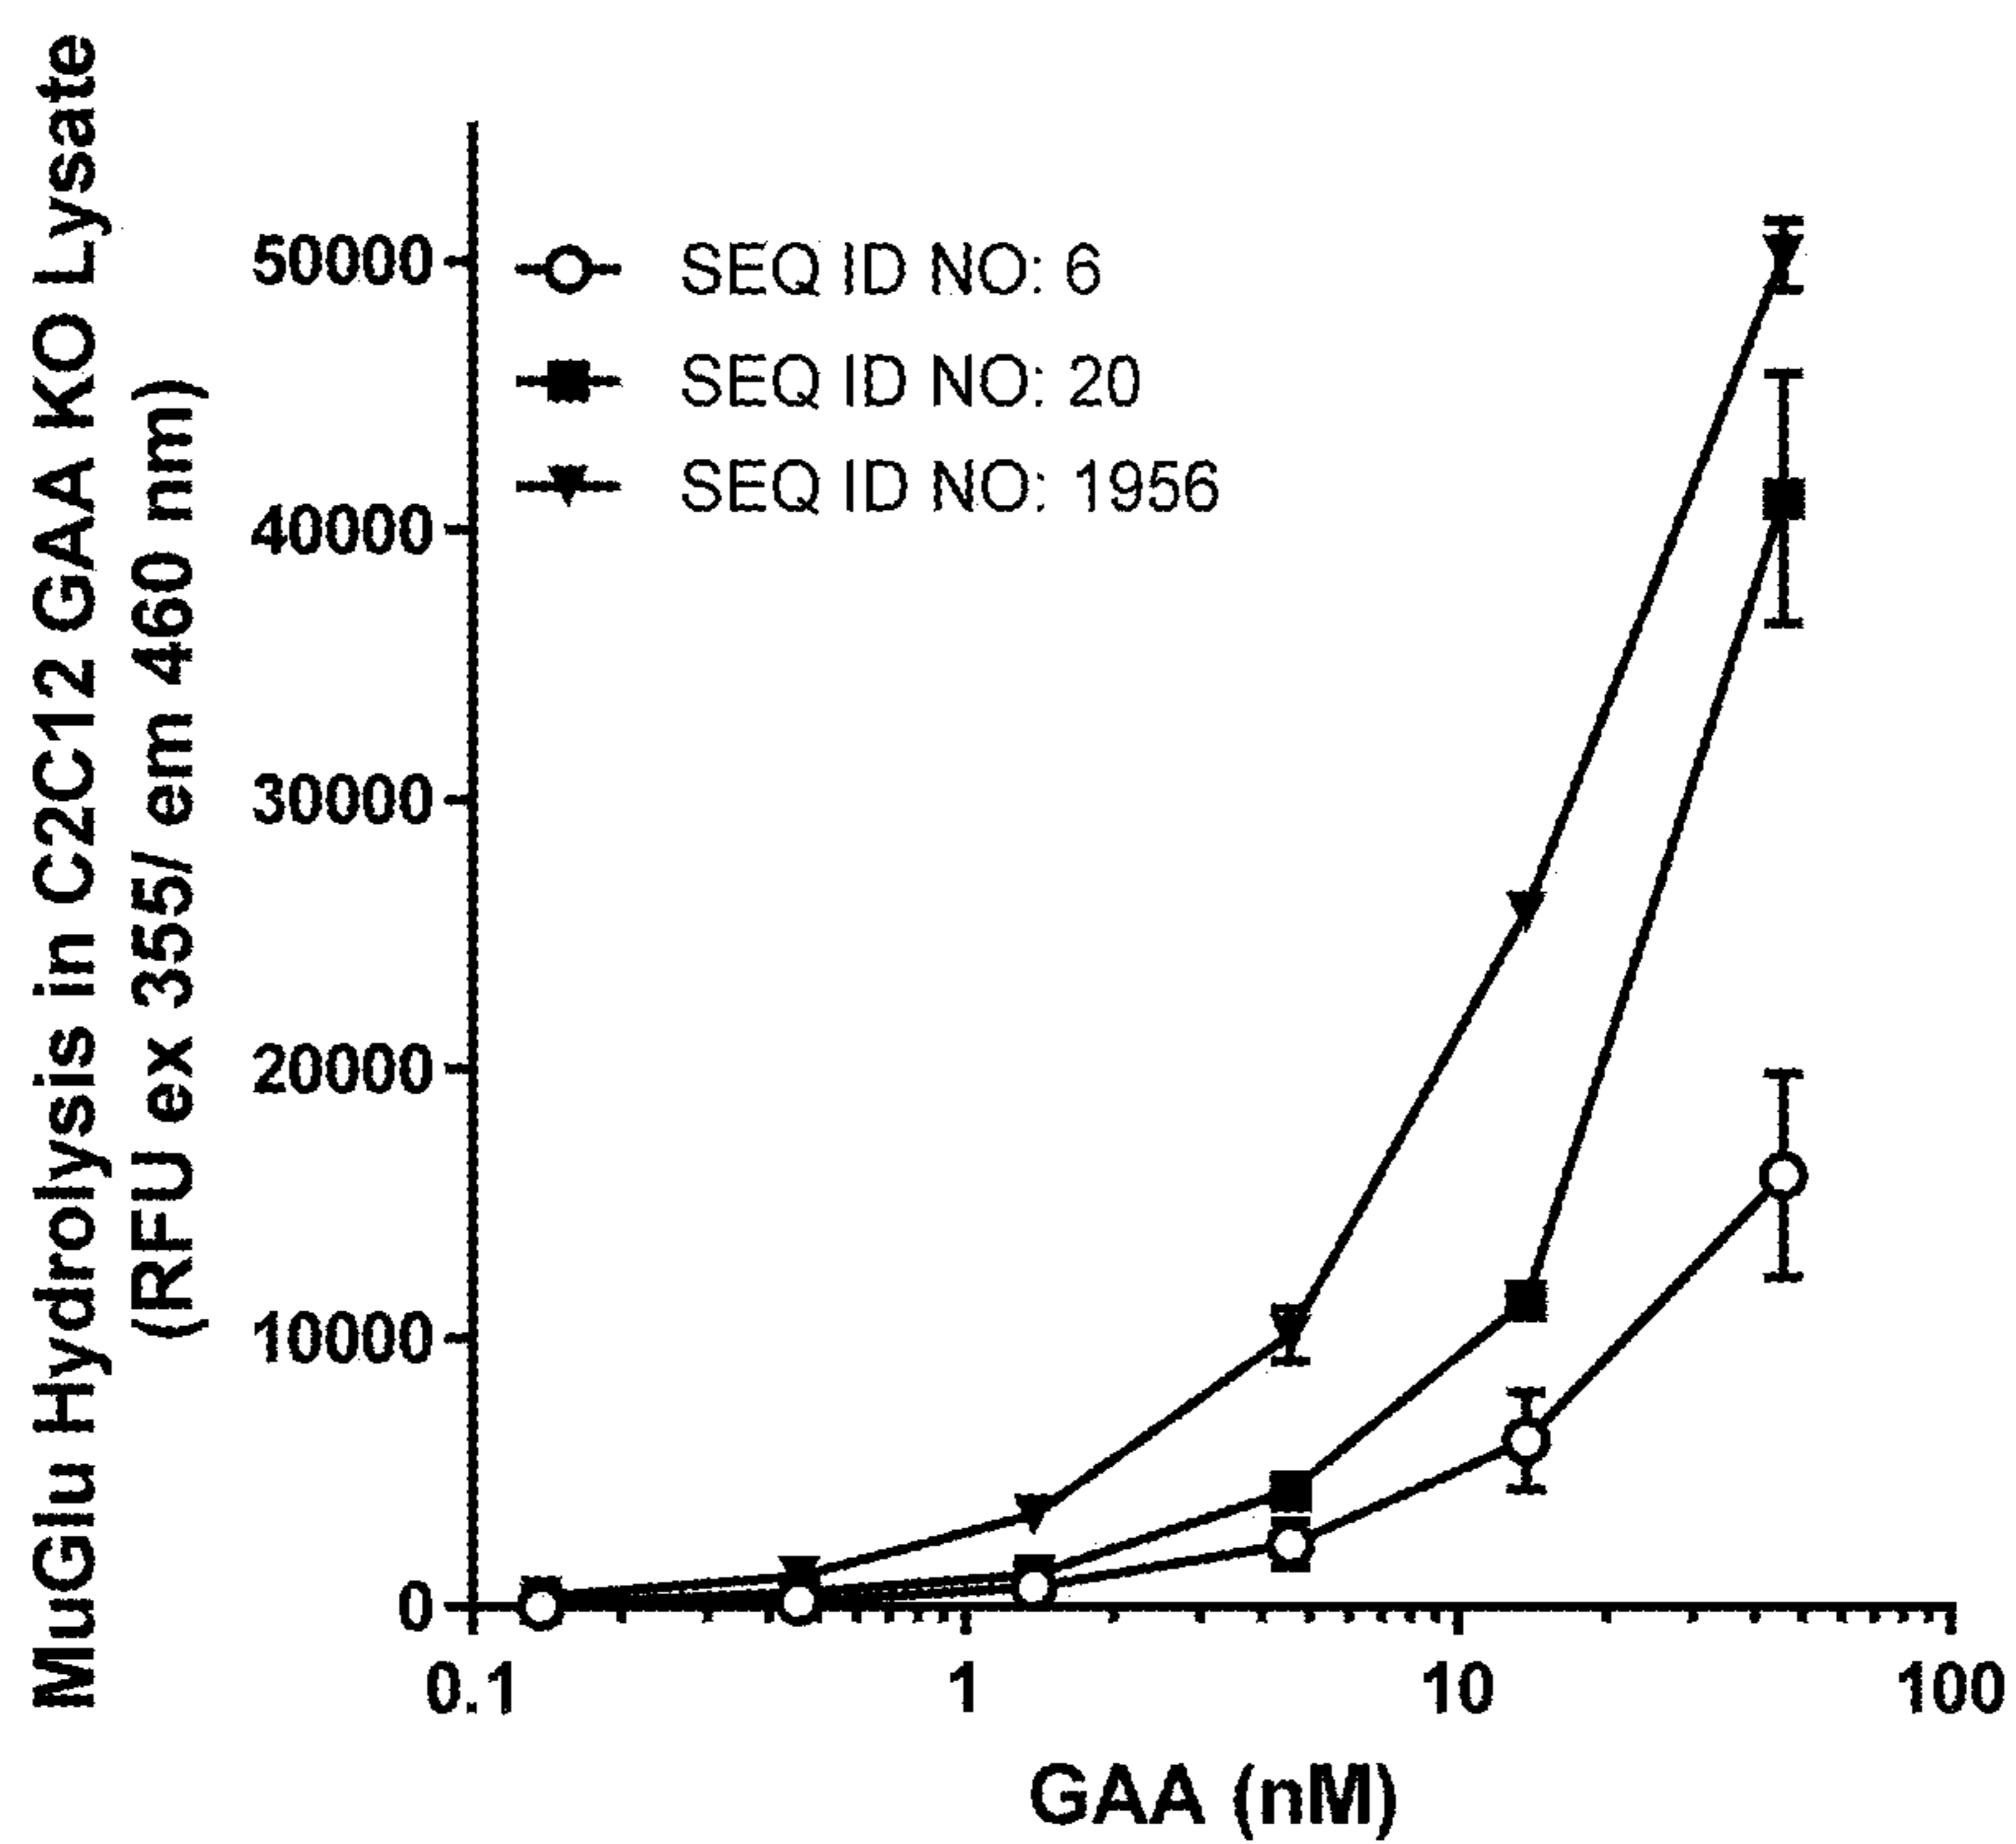 MuGlu Hydrolysis in C2C12 GAA KO Lysate
(RFU ex 355/ em 460 nm)
50000
40000
30000
20000
10000
0
SEQ ID NO: 6
SEQ ID NO: 20
SEQ ID NO: 1956
0.1
1
10
100
GAA (nM)